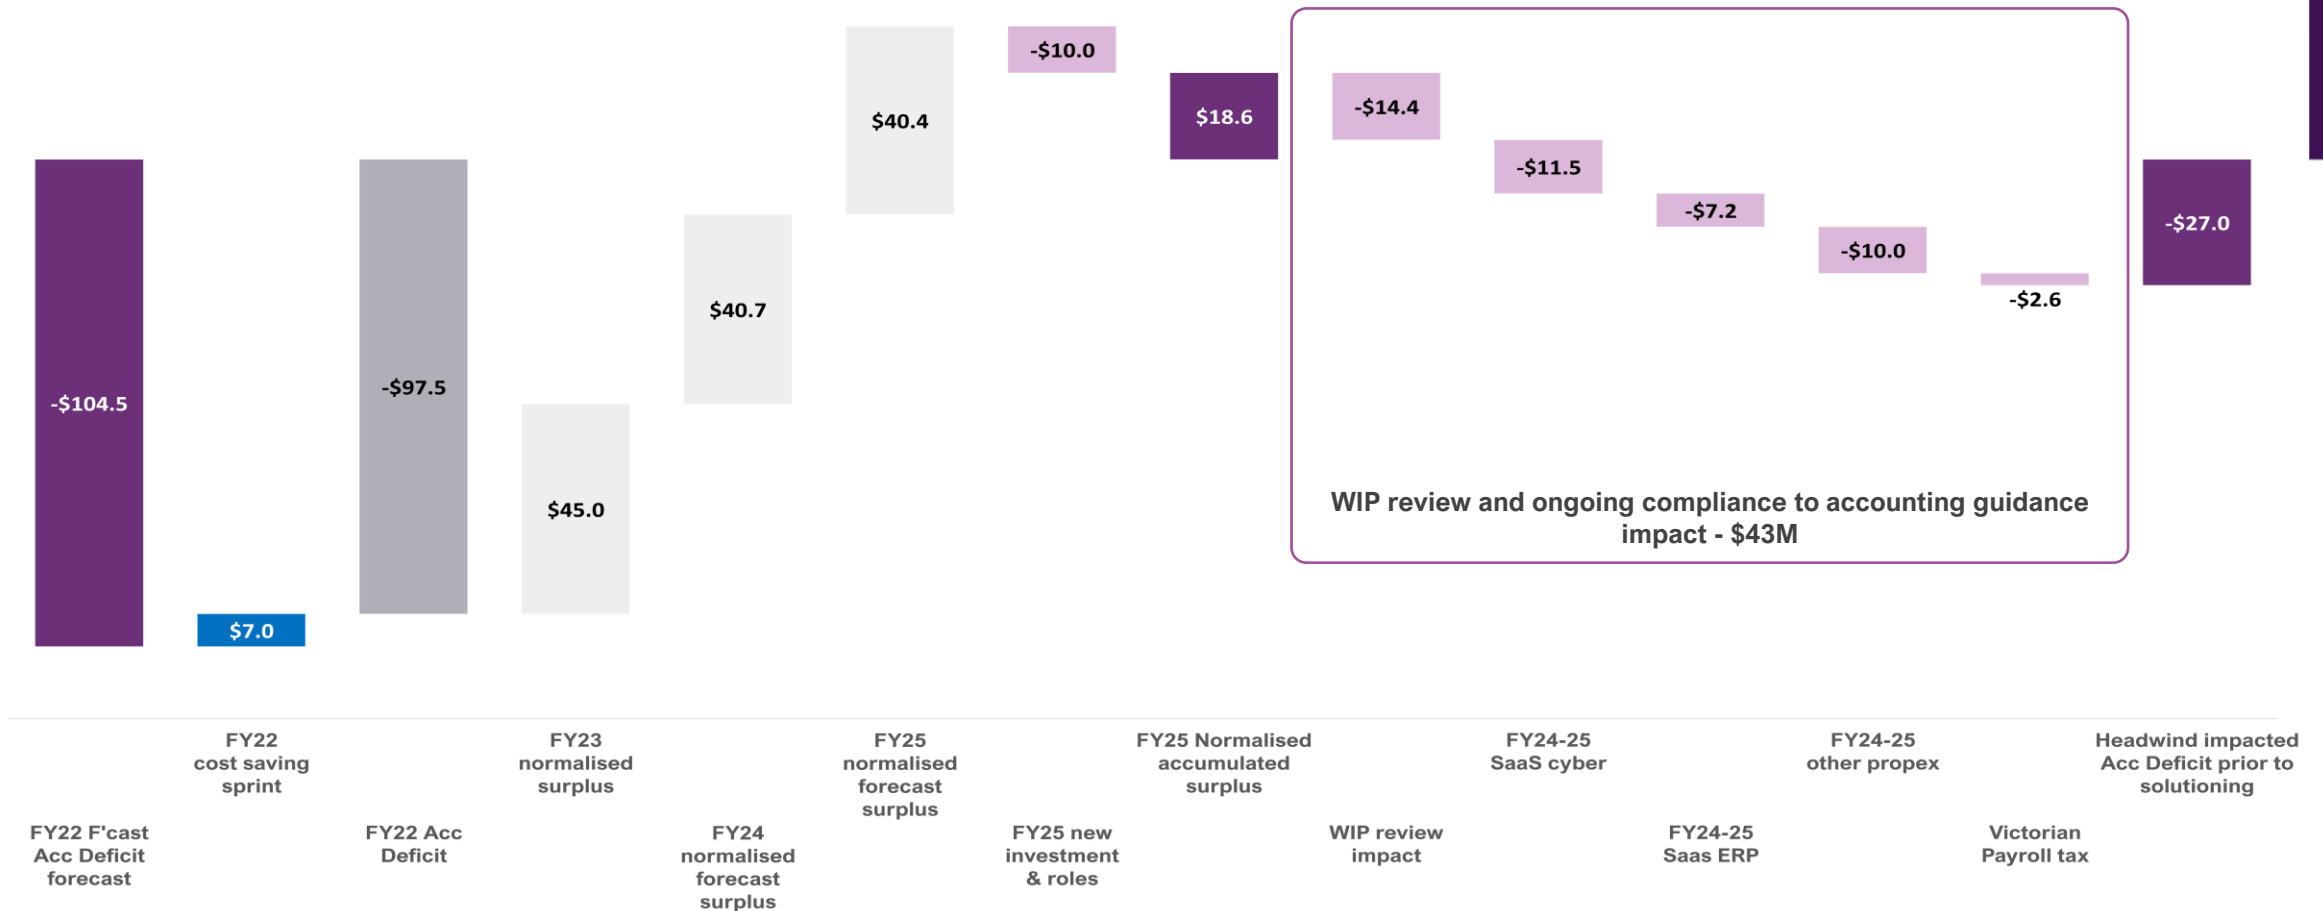 -$104.5
$7.0
-$97.5
$45.0
$40.7
$40.4
-$10.0
$18.6
-$14.4
-$11.5
-$7.2
-$10.0
-$2.6
-$27.0
WIP review and ongoing compliance to accounting guidance
impact - $43M
FY22 F'cast
Acc Deficit
forecast
FY22
cost saving
sprint
FY22 Acc
Deficit
FY23
normalised
surplus
FY24
normalised
forecast
surplus
FY25
normalised
forecast
surplus
FY25 new
investment
& roles
FY25 Normalised
accumulated
surplus
WIP review
impact
FY24-25
SaaS cyber
FY24-25
Saas ERP
FY24-25
other propex
Victorian
Payroll tax
Headwind impacted
Acc Deficit prior to
solutioning